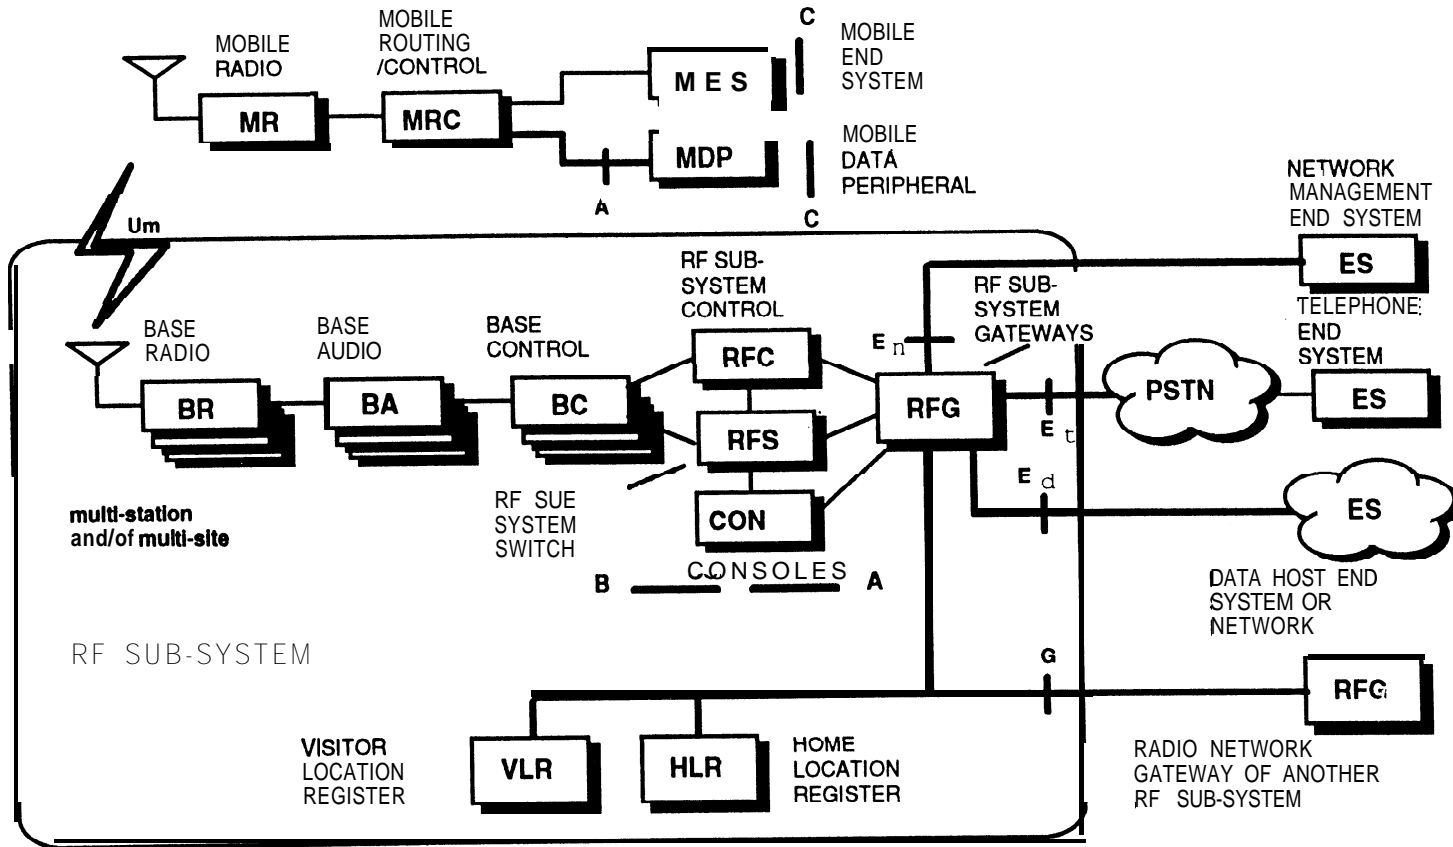 C
MOBILE
ROUTING
/CONTROL
MOBILE
RADIO
MOBILE
END
SYSTEM
MES
MR
MRC
MOBILE
DATA
PERIPHERAL
MDP
A
C
NETWORK
MANAGEMENT
END SYSTEM
ES
Um
RF SUB-
SYSTEM
CONTROL
RF SUB-
SYSTEM
GATEWAYS
TELEPHONE:
END
SYSTEM
BASE
RADIO
BASE
AUDIO
BASE
CONTROL
En
RFC
BR
BA
BC
RFG
PSTN
ES
RFS
Et
Ed
RF SUE
SYSTEM
SWITCH
CON
ES
multi-station
and/of multi-site
CONSOLES
B
A
DATA HOST END
SYSTEM OR
NETWORK
RF SUB-SYSTEM
G
RFG
VISITOR
LOCATION
REGISTER
VLR
HLR
HOME
LOCATION
REGISTER
RADIO NETWORK
GATEWAY OF ANOTHER
RF SUB-SYSTEM